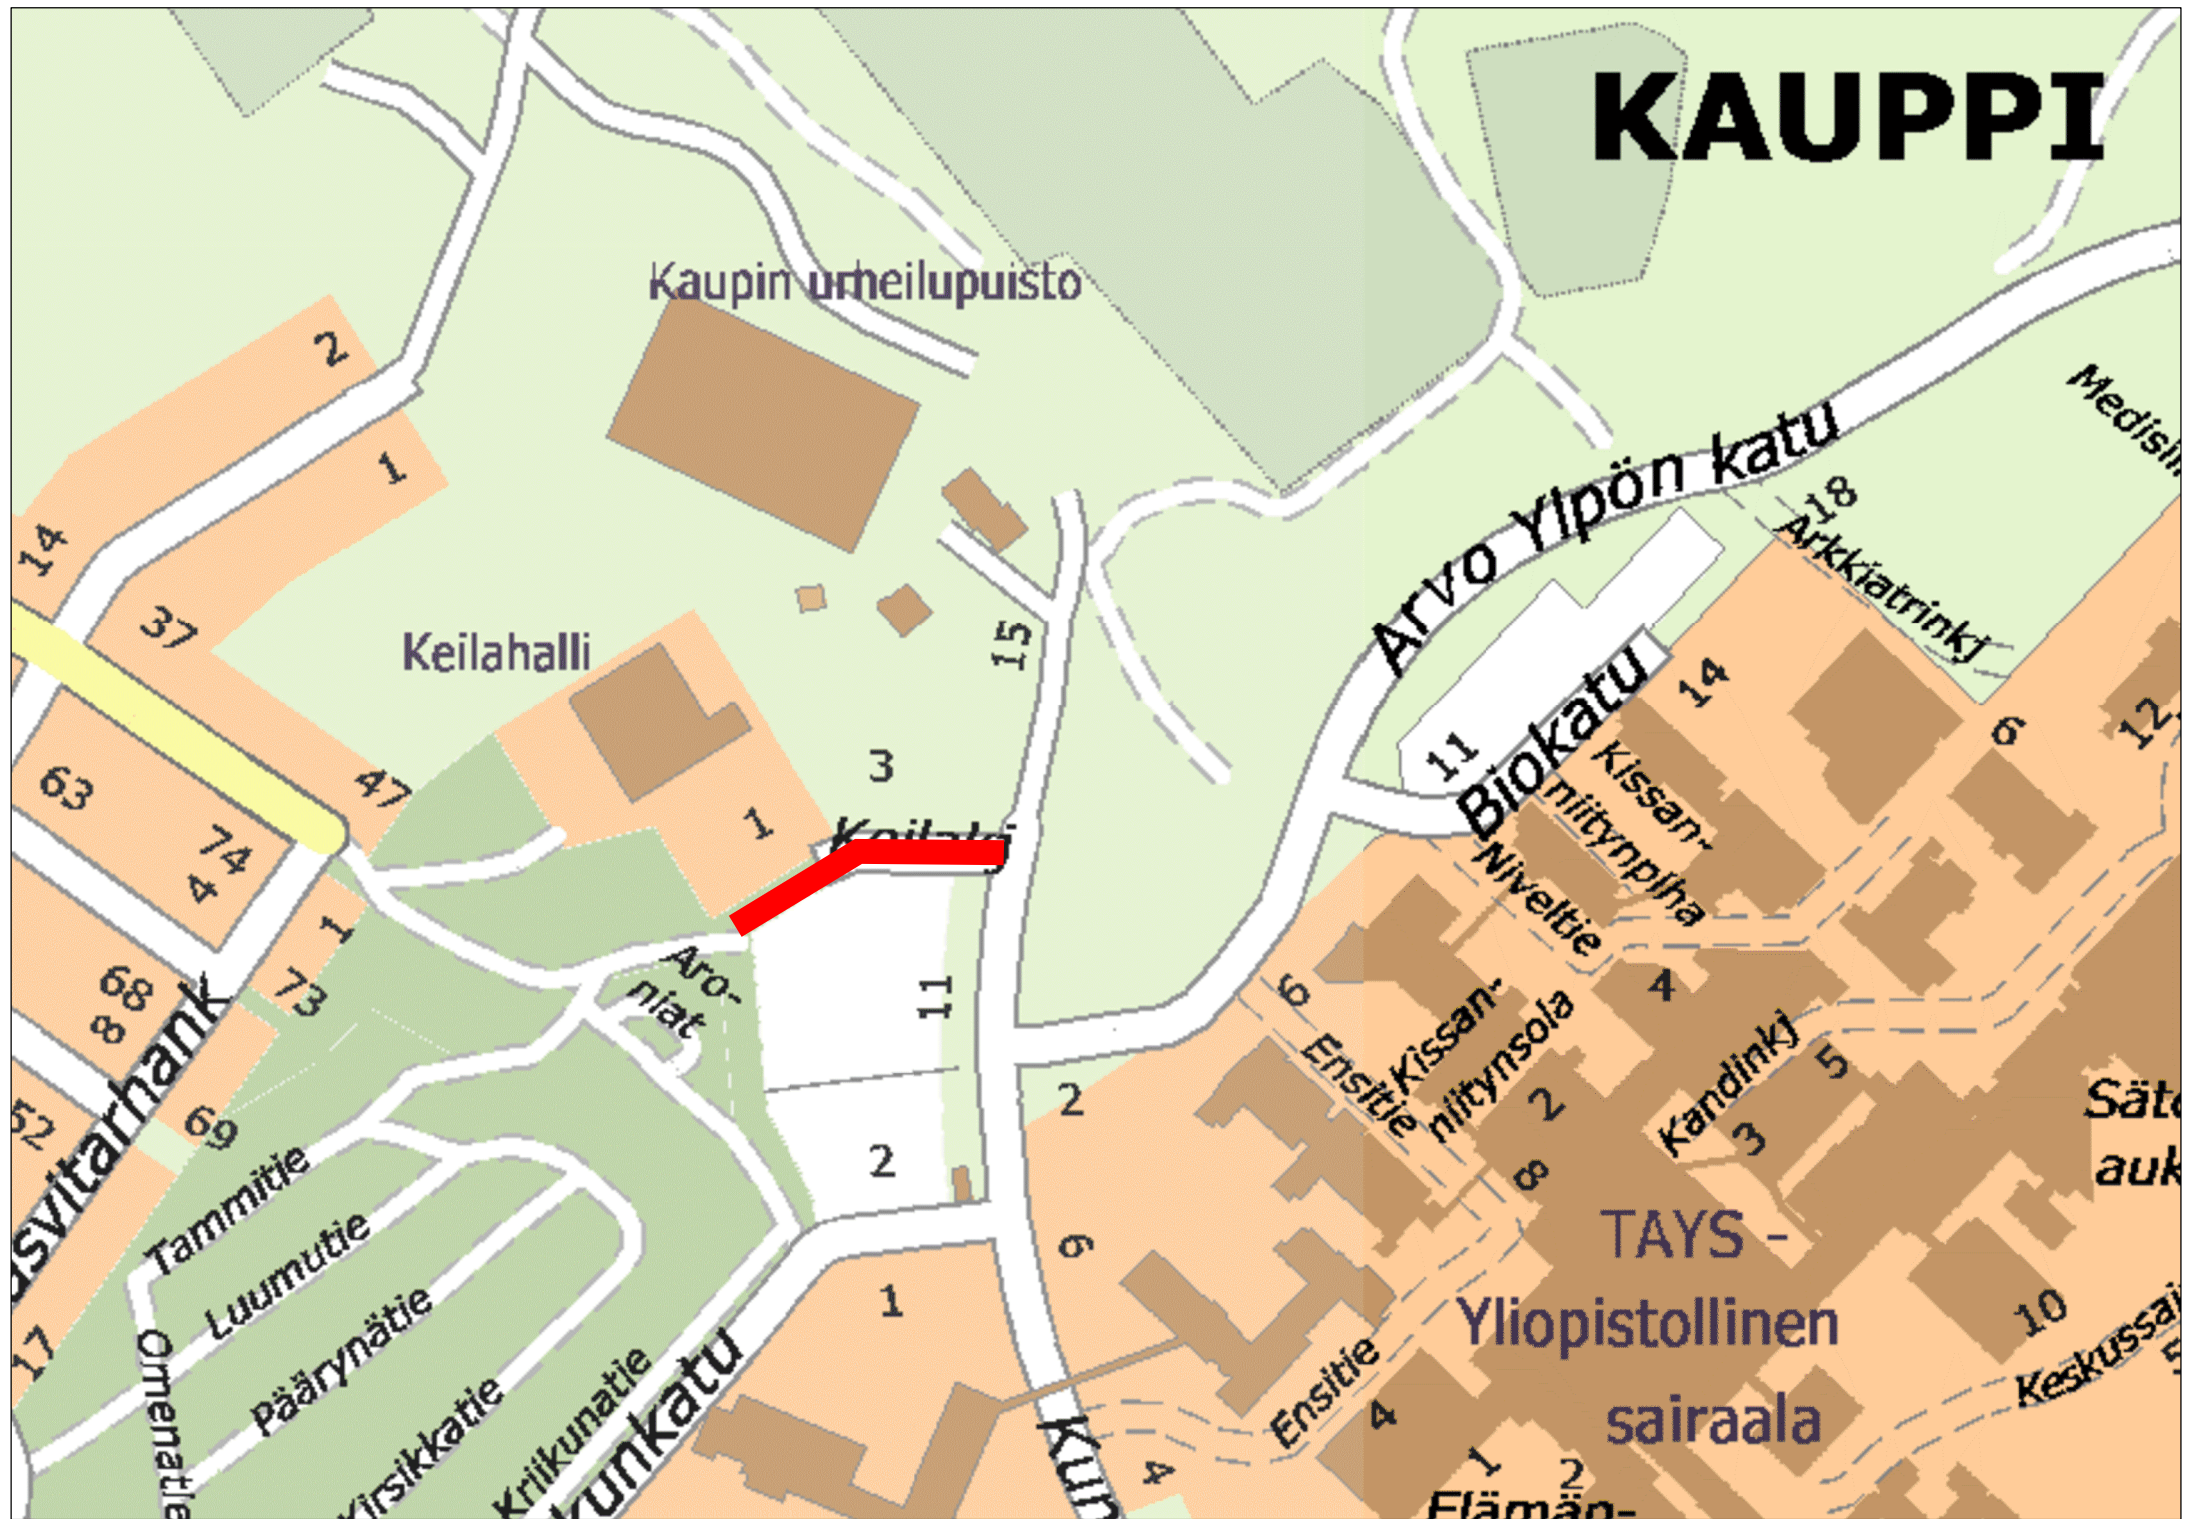 KAUPPI
Kaupin urheilupuisto
2
1
14
37
Keilahalli
15
Arvo Ylpön katu
18
Arkkiatrinkj
14
6
12
11
Biokatu
Kissan-
niitynpiha
Niveltie
63
47
74
4
3
1
1
73
68
8
Aro-
niat
11
6
4
Kissan-
niitynsola
Ensitie
Kandinkj
5
3
2
8
2
52
69
2
6
Tammitie
Luumutie
Päärynätie
Kirsikkatie
Kriikunatie
Omenatie
17
1
TAYS -
Yliopistollinen
sairaala
10
Ensitie
4
4
1
2